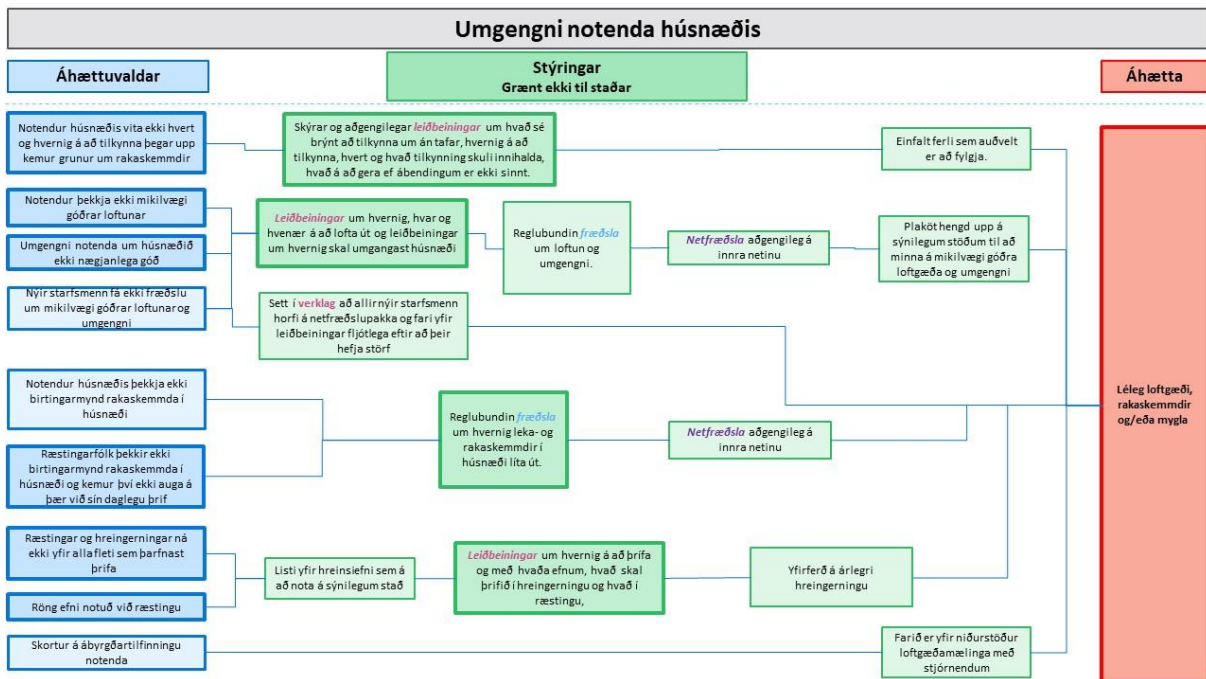 Umgengni notenda húsnæðis
Áhættuvaldar
Stýringar
Grænt ekki til staðar
Áhætta
Notendur húsnæðis vita ekki hvert
og hvernig á að tilkynna þegar upp
kemur grunur um rakaskemmdir
Skýrar og aðgengilegar leiðbeiningar um hvað sé
brýnt að tilkynna um án tafar, hvernig á að
tilkynna, hvert og hvað tilkynning skuli innihalda,
hvað á að gera ef ábendingum er ekki sinnt.
Einfalt ferli sem auðvelt
er að fylgja.
Notendur þekkja ekki mikilvægi
góðrar loftunar
Umgengni notenda um húsnæðið
ekki nægjanlega góð
Nýir starfsmenn fá ekki fræðslu
um mikilvægi góðrar loftunar og
umgengni
Leiðbeiningar um hvernig, hvar og
hvenær á að lofta út og leiðbeiningar
um hvernig skal umgangast húsnæði
Reglubundin fræðsla
um loftun og
umgengni.
Netfræðsla aðgengileg á
innra netinu
Plaköt hengd upp á
sýnilegum stöðum til að
minna á mikilvægi góðra
loftgæða og umgengni
Sett í verklag að allir nýir starfsmenn
horfi á netfræðslupakka og fari yfir
leiðbeiningar fljótlega eftir að þeir
hefja störf
Notendur húsnæðis þekkja ekki
birtingarmynd rakaskemmda í
húsnæði
Ræstingarfólk þekkir ekki
birtingarmynd rakaskemmda í
húsnæði og kemur því ekki auga á
þær við sín daglegu þrif
Reglubundin fræðsla
um hvernig leka- og
rakaskemmdir í
húsnæði líta út.
Netfræðsla aðgengileg á
innra netinu
Léleg loftgæði,
rakaskemmdir
og/eða mygla
Ræstingar og hreingerningar ná
ekki yfir alla fleti sem þarfnast
þrifa
Röng efni notuð við ræstingu
Listi yfir hreinsiefni sem á
að nota á sýnilegum stað
Leiðbeiningar um hvernig á að þrífa
og með hvaða efnum, hvað skal
þrifið í hreingerningu og hvað í
ræstingu,
Yfirferð á árlegri
hreingerningu
Skortur á ábyrgðartilfinningu
notenda
Farið er yfir niðurstöður
loftgæðamælinga með
stjórnendum